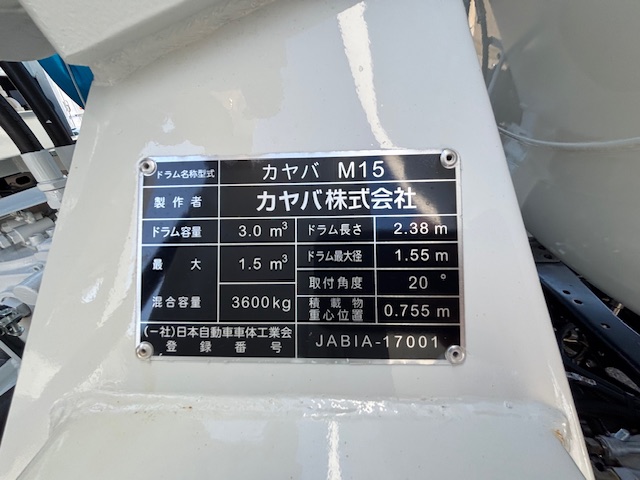 ドラム名称型式 カヤバ M15
製作者 カヤバ株式会社
ドラム容量 3.0 m³ ドラム長さ 2.38 m
最大 1.5 m³ ドラム最大径 1.55 m
取付角度 20°
混合容量 3600kg 積載物 0.755 m
重心位置
(一社)日本自動車車体工業会
登録番号 JABIA-17001